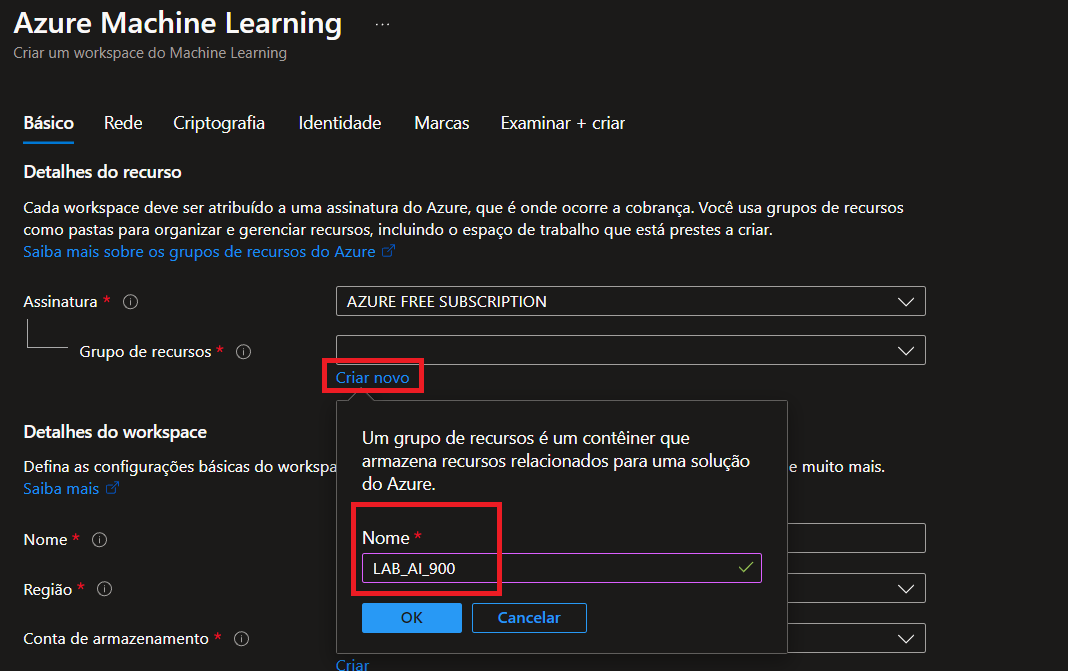 Azure Machine Learning ...
Criar um workspace do Machine Learning
Básico Rede Criptografia Identidade Marcas Examinar + criar
Detalhes do recurso
Cada workspace deve ser atribuído a uma assinatura do Azure, que é onde ocorre a cobrança. Você usa grupos de recursos
como pastas para organizar e gerenciar recursos, incluindo o espaço de trabalho que está prestes a criar.
Saiba mais sobre os grupos de recursos do Azure
Assinatura * AZURE FREE SUBSCRIPTION
Grupo de recursos *
Criar novo
Um grupo de recursos é um contêiner que
armazena recursos relacionados para uma solução
do Azure.
Nome *
LAB_AI_900
OK Cancelar
Detalhes do workspace
Defina as configurações básicas do workspa e muito mais.
Saiba mais
Nome *
Região *
Conta de armazenamento *
Criar